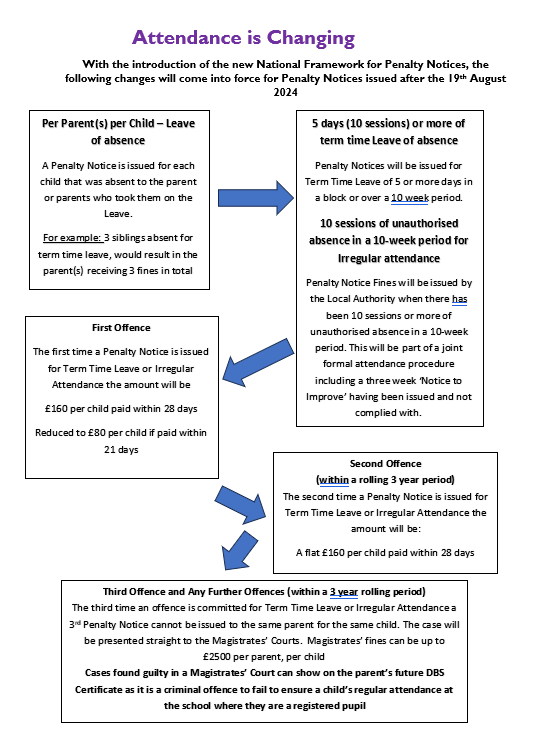 Attendance is Changing
With the introduction of the new National Framework for Penalty Notices, the
following changes will come into force for Penalty Notices issued after the 19th August
2024
Per Parent(s) per Child – Leave
of absence
A Penalty Notice is issued for each
child that was absent to the parent
or parents who took them on the
Leave.
For example: 3 siblings absent for
term time leave, would result in the
parent(s) receiving 3 fines in total
5 days (10 sessions) or more of
term time Leave of absence
Penalty Notices will be issued for
Term Time Leave of 5 or more days in
a block or over a 10 week period.
10 sessions of unauthorised
absence in a 10-week period for
Irregular attendance
Penalty Notice Fines will be issued by
the Local Authority when there has
been 10 sessions or more of
unauthorised absence in a 10-week
period. This will be part of a joint
formal attendance procedure
including a three week 'Notice to
Improve' having been issued and not
complied with.
First Offence
The first time a Penalty Notice is issued
for Term Time Leave or Irregular
Attendance the amount will be
£160 per child paid within 28 days
Reduced to £80 per child if paid within
21 days
Second Offence
(within a rolling 3 year period)
The second time a Penalty Notice is issued for
Term Time Leave or Irregular Attendance the
amount will be:
A flat £160 per child paid within 28 days
Third Offence and Any Further Offences (within a 3 year rolling period)
The third time an offence is committed for Term Time Leave or Irregular Attendance a
3rd Penalty Notice cannot be issued to the same parent for the same child. The case will
be presented straight to the Magistrates' Courts. Magistrates' fines can be up to
£2500 per parent, per child
Cases found guilty in a Magistrates' Court can show on the parent's future DBS
Certificate as it is a criminal offence to fail to ensure a child's regular attendance at
the school where they are a registered pupil